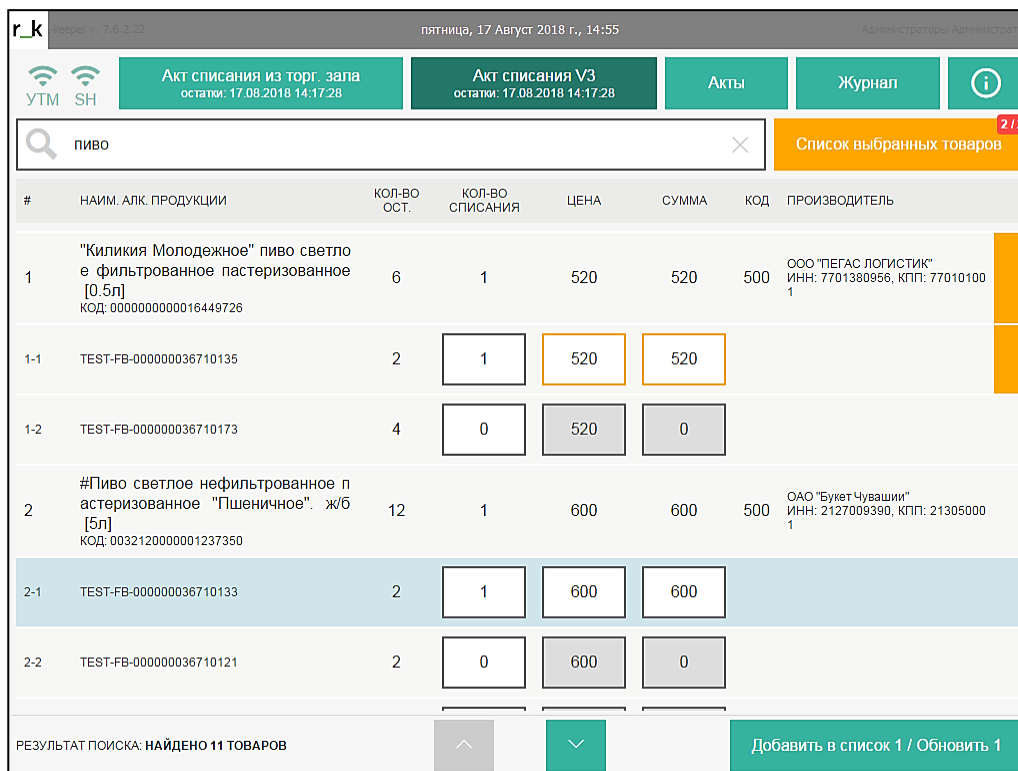 r_k keeper v. 7.6.2.22 пятница, 17 Август 2018 г., 14:55 Администраторы Администрат
УТМ SH
Акт списания из торг. зала
остатки: 17.08.2018 14:17:28
Акт списания V3
остатки: 17.08.2018 14:17:28
Акты
Журнал
пиво
Список выбранных товаров
2 /
# НАИМ. АЛК. ПРОДУКЦИИ КОЛ-ВО ОСТ. КОЛ-ВО СПИСАНИЯ ЦЕНА СУММА КОД ПРОИЗВОДИТЕЛЬ
"Киликия Молодежное" пиво светло
е фильтрованное пастеризованное
[0.5л]
КОД: 0000000000016449726
1 6 1 520 520 500
ООО "ПЕГАС ЛОГИСТИК"
ИНН: 7701380956, КПП: 77010100
1
1-1 TEST-FB-000000036710135 2 1 520 520
1-2 TEST-FB-000000036710173 4 0 520 0
#Пиво светлое нефильтрованное п
астеризованное "Пшеничное". ж/б
[5л]
КОД: 0032120000001237350
2 12 1 600 600 500
ОАО "Букет Чувашии"
ИНН: 2127009390, КПП: 21305000
1
2-1 TEST-FB-000000036710133 2 1 600 600
2-2 TEST-FB-000000036710121 2 0 600 0
РЕЗУЛЬТАТ ПОИСКА: НАЙДЕНО 11 ТОВАРОВ
Добавить в список 1 / Обновить 1